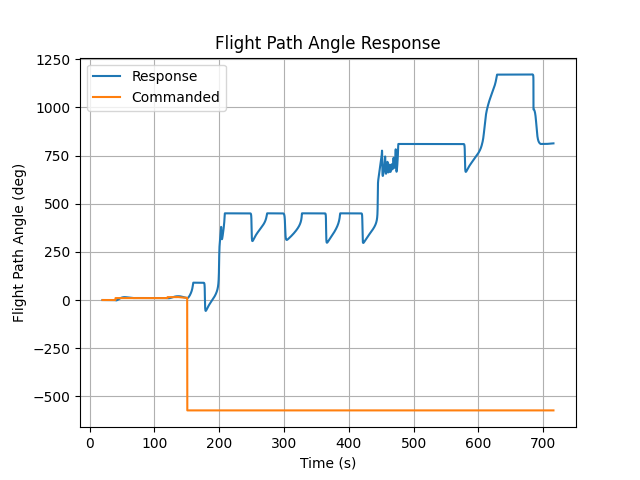 Flight Path Angle Response
Response
Commanded
Flight Path Angle (deg)
1250
1000
750
500
250
0
−250
−500
0 100 200 300 400 500 600 700
Time (s)